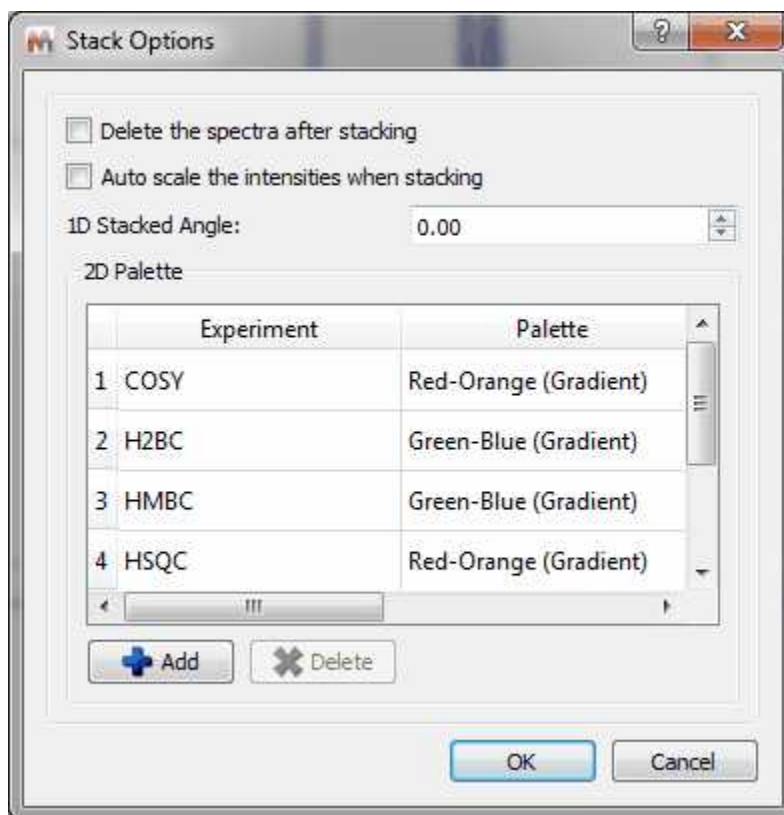 Stack Options
Delete the spectra after stacking
Auto scale the intensities when stacking
1D Stacked Angle: 0.00
2D Palette
Experiment Palette
1 COSY Red-Orange (Gradient)
2 H2BC Green-Blue (Gradient)
3 HMBC Green-Blue (Gradient)
4 HSQC Red-Orange (Gradient)
Add Delete
OK Cancel